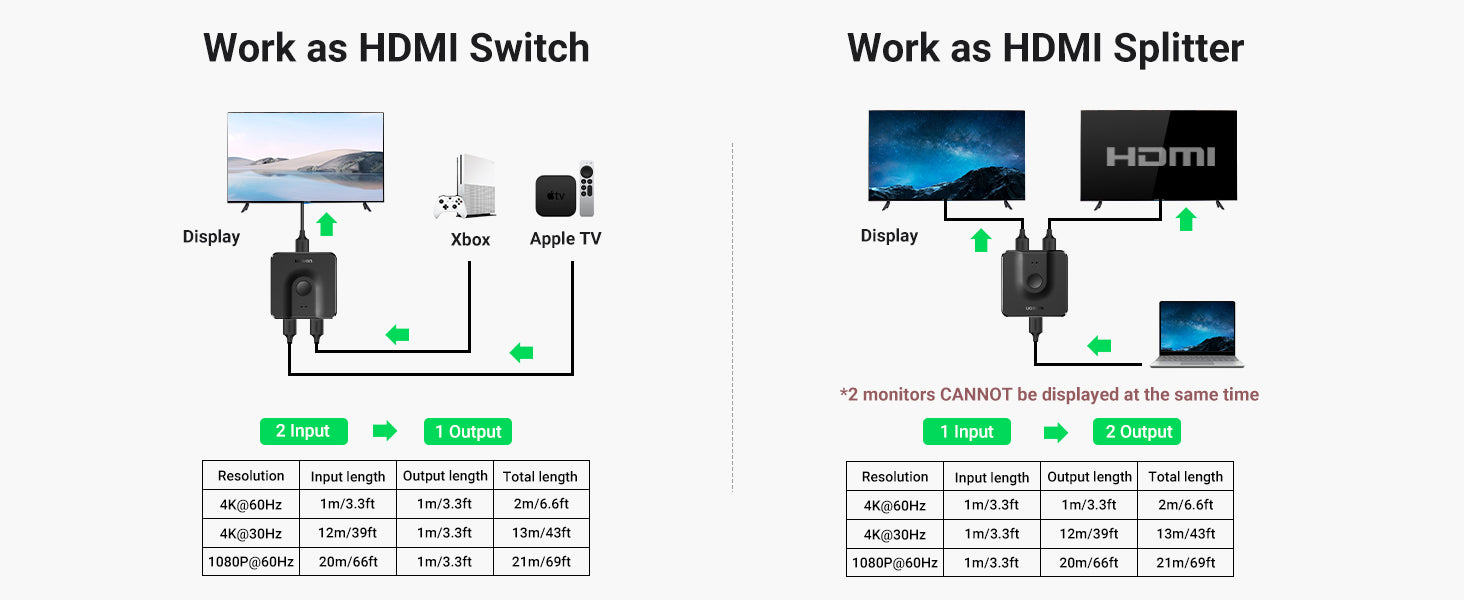 Work as HDMI Switch
Display
Xbox
Apple TV
tv
2 Input
1 Output
Resolution Input length Output length Total length
4K@60Hz 1m/3.3ft 1m/3.3ft 2m/6.6ft
4K@30Hz 12m/39ft 1m/3.3ft 13m/43ft
1080P@60Hz 20m/66ft 1m/3.3ft 21m/69ft
Work as HDMI Splitter
HDMI
Display
*2 monitors CANNOT be displayed at the same time
1 Input
2 Output
Resolution Input length Output length Total length
4K@60Hz 1m/3.3ft 1m/3.3ft 2m/6.6ft
4K@30Hz 1m/3.3ft 12m/39ft 13m/43ft
1080P@60Hz 1m/3.3ft 20m/66ft 21m/69ft